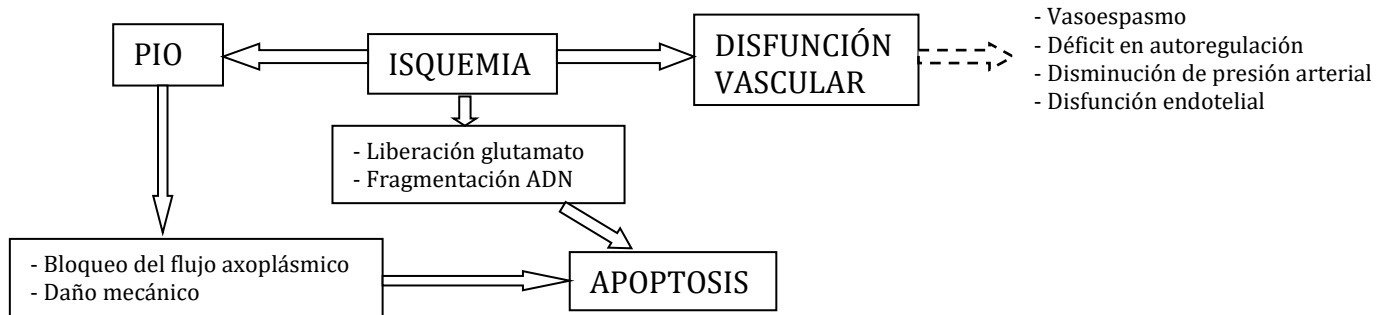 PIO
ISQUEMIA
DISFUNCIÓN
VASCULAR
- Vasoespasmo
- Déficit en autoregulación
- Disminución de presión arterial
- Disfunción endotelial
- Liberación glutamato
- Fragmentación ADN
- Bloqueo del flujo axoplásmico
- Daño mecánico
APOPTOSIS